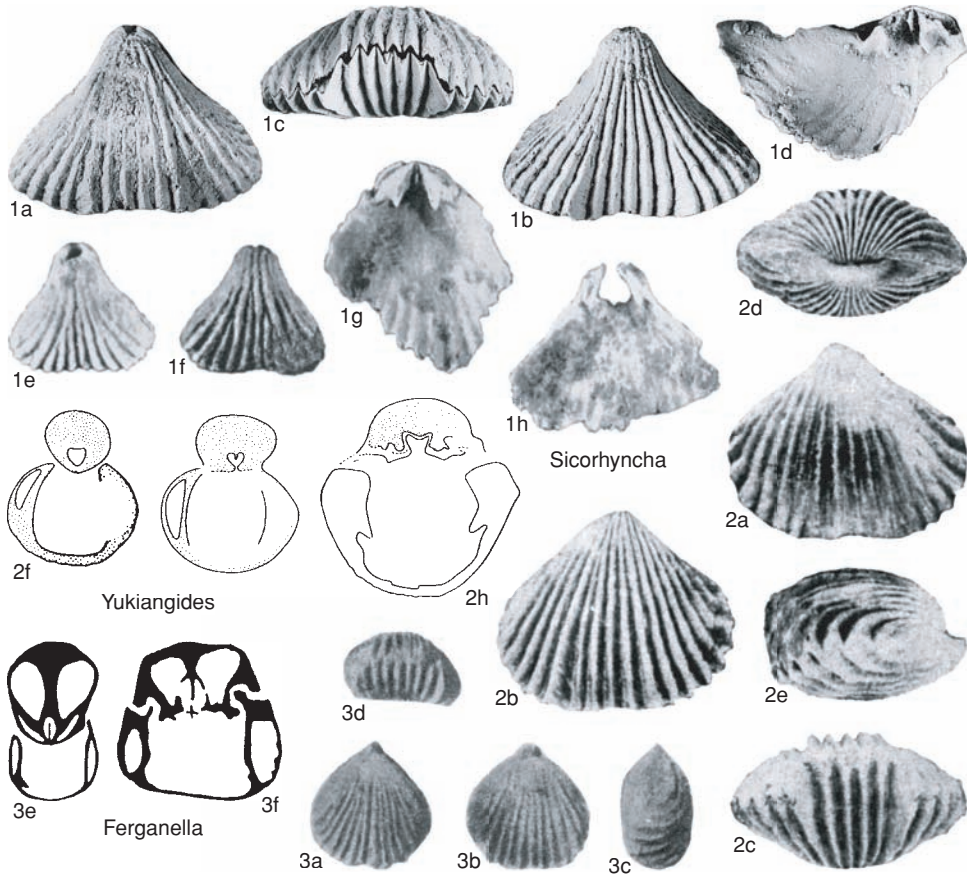 1a
1c
1b
1d
1e
1f
1g
1h
2d
Sicorhyncha
2a
2f
2h
Yukiangides
2b
2e
3d
3e
3f
Ferganella
3a
3b
3c
2c